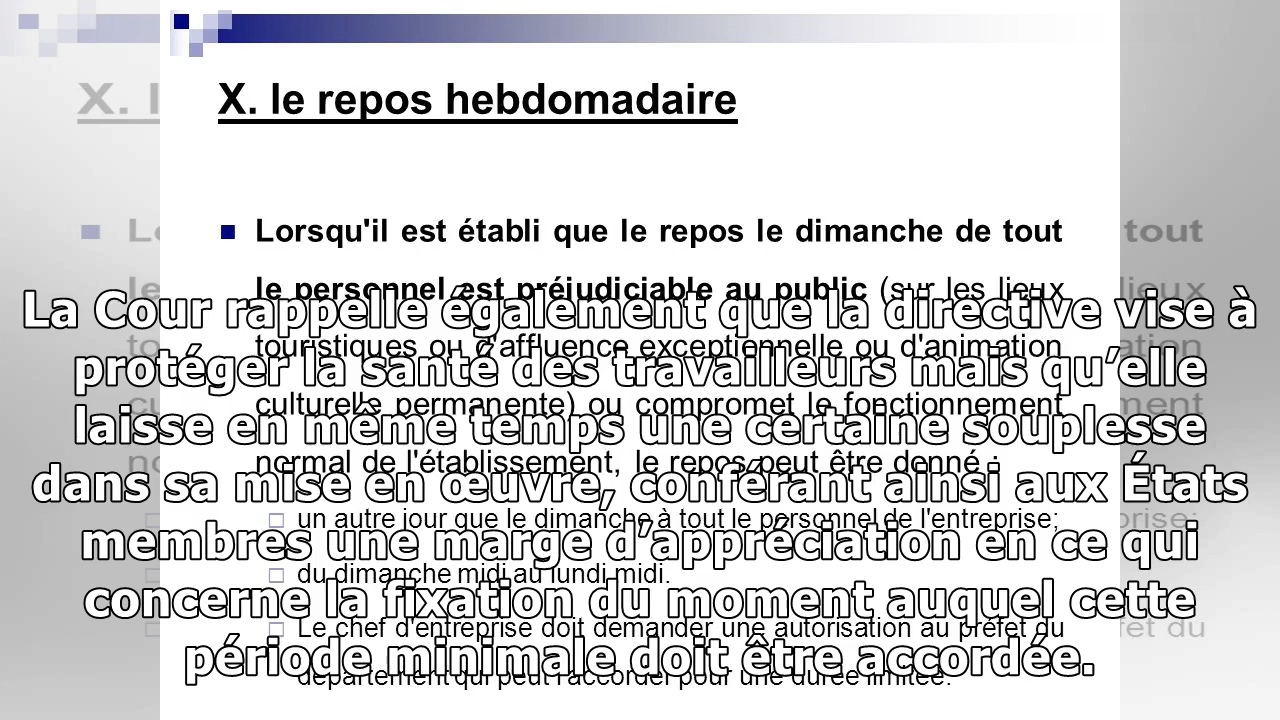 X. le repos hebdomadaire
Lorsqu'il est établi que le repos le dimanche de tout
le personnel est préjudiciable au public (sur les lieux
touristiques ou d'affluence exceptionnelle ou d'animation
culturelle permanente) ou compromet le fonctionnement
normal de l'établissement, le repos peut être donné :
un autre jour que le dimanche à tout le personnel de l'entreprise;
du dimanche midi au lundi midi.
Le chef d'entreprise doit demander une autorisation au préfet du
département qui peut l'accorder pour une durée limitée.
La Cour rappelle également que la directive vise à
protéger la santé des travailleurs mais qu’elle
laisse en même temps une certaine souplesse
dans sa mise en œuvre, conférant ainsi aux États
membres une marge d’appréciation en ce qui
concerne la fixation du moment auquel cette
période minimale doit être accordée.